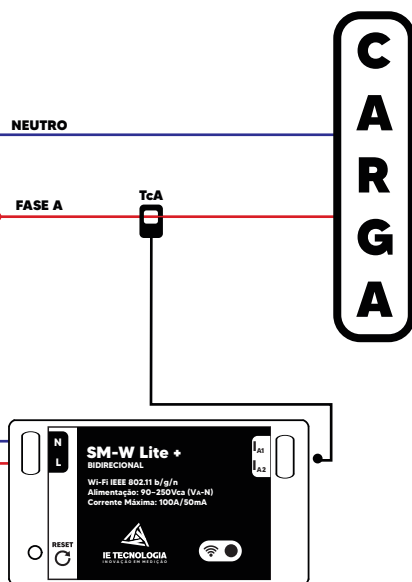 CARGA
NEUTRO
FASE A
TcA
N
L
SM-W Lite +
BIDIRECIONAL
Wi-Fi IEEE 802.11 b/g/n
Alimentação: 90~250Vca (VA-N)
Corrente Máxima: 100A/50mA
IA1
IA2
RESET
IE TECNOLOGIA
INOVAÇÃO EM MEDIÇÃO